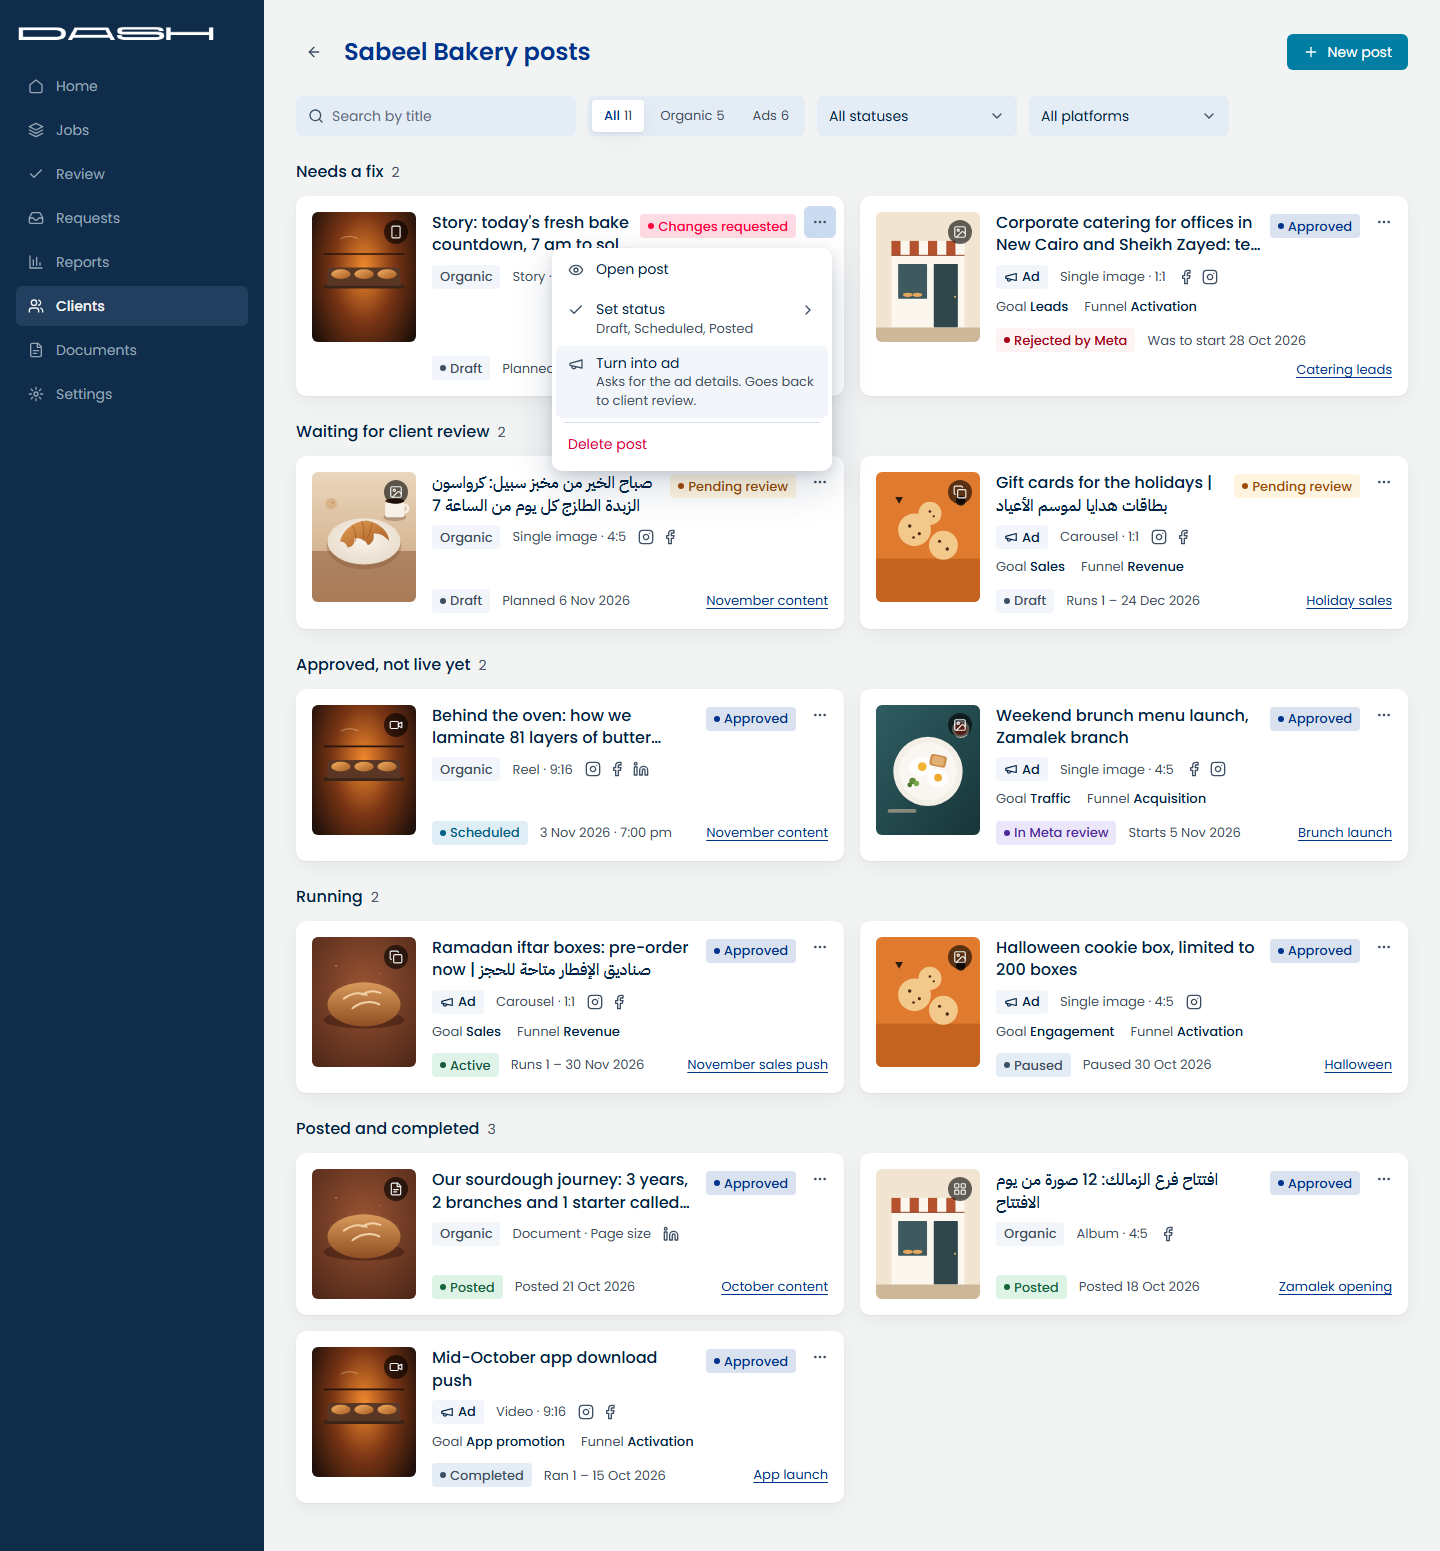 DASH
Home
Jobs
Review
Requests
Reports
Clients
Documents
Settings
Sabeel Bakery posts
New post
Search by title
All 11
Organic 5
Ads 6
All statuses
All platforms
Needs a fix 2
Story: today's fresh bake
countdown, 7 am to sol
Changes requested
Organic
Story ·
Draft
Planned
Open post
Set status
Draft, Scheduled, Posted
Turn into ad
Asks for the ad details. Goes back
to client review.
Delete post
Corporate catering for offices in
New Cairo and Sheikh Zayed: te...
Approved
Ad
Single image · 1:1
Goal Leads
Funnel Activation
Rejected by Meta
Was to start 28 Oct 2026
Catering leads
Waiting for client review 2
صباح الخير من مخبز سبيل: كرواسون
الزبدة الطازج كل يوم من الساعة 7
Pending review
Organic
Single image · 4:5
Draft
Planned 6 Nov 2026
November content
Gift cards for the holidays |
بطاقات هدايا لموسم الأعياد
Pending review
Ad
Carousel · 1:1
Goal Sales
Funnel Revenue
Draft
Runs 1 – 24 Dec 2026
Holiday sales
Approved, not live yet 2
Behind the oven: how we
laminate 81 layers of butter...
Approved
Organic
Reel · 9:16
Scheduled
3 Nov 2026 · 7:00 pm
November content
Weekend brunch menu launch,
Zamalek branch
Approved
Ad
Single image · 4:5
Goal Traffic
Funnel Acquisition
In Meta review
Starts 5 Nov 2026
Brunch launch
Running 2
Ramadan iftar boxes: pre-order
now | صناديق الإفطار متاحة للحجز
Approved
Ad
Carousel · 1:1
Goal Sales
Funnel Revenue
Active
Runs 1 – 30 Nov 2026
November sales push
Halloween cookie box, limited to
200 boxes
Approved
Ad
Single image · 4:5
Goal Engagement
Funnel Activation
Paused
Paused 30 Oct 2026
Halloween
Posted and completed 3
Our sourdough journey: 3 years,
2 branches and 1 starter called...
Approved
Organic
Document · Page size
Posted
Posted 21 Oct 2026
October content
افتتاح فرع الزمالك: 12 صورة من يوم
الافتتاح
Approved
Organic
Album · 4:5
Posted
Posted 18 Oct 2026
Zamalek opening
Mid-October app download
push
Approved
Ad
Video · 9:16
Goal App promotion
Funnel Activation
Completed
Ran 1 – 15 Oct 2026
App launch